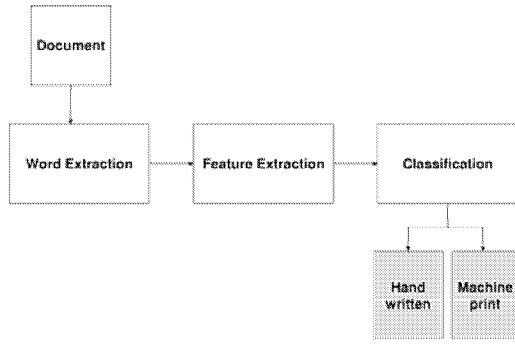 Document
Word Extraction
Feature Extraction
Classification
Hand
written
Machine
print